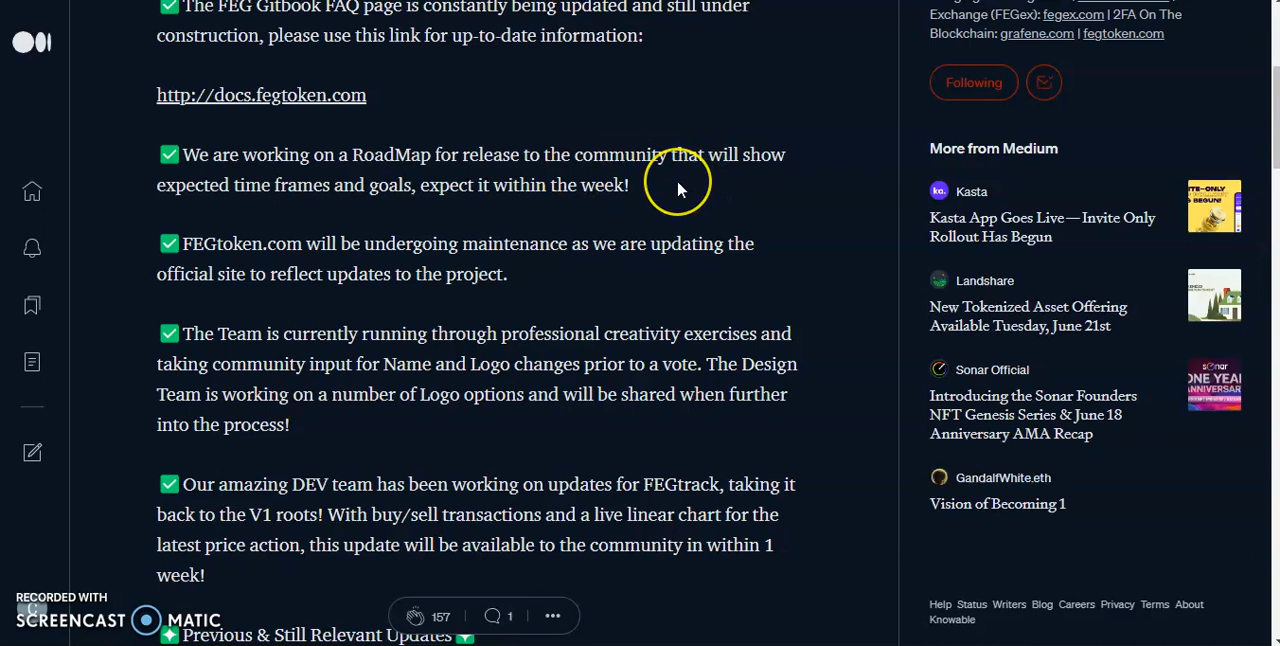 ✅ The FEG Gitbook FAQ page is constantly being updated and still under
construction, please use this link for up-to-date information:
http://docs.fegtoken.com
✅ We are working on a RoadMap for release to the community that will show
expected time frames and goals, expect it within the week!
✅ FEGtoken.com will be undergoing maintenance as we are updating the
official site to reflect updates to the project.
✅ The Team is currently running through professional creativity exercises and
taking community input for Name and Logo changes prior to a vote. The Design
Team is working on a number of Logo options and will be shared when further
into the process!
✅ Our amazing DEV team has been working on updates for FEGtrack, taking it
back to the V1 roots! With buy/sell transactions and a live linear chart for the
latest price action, this update will be available to the community in within 1
week!
Previous & Still Relevant Updates
157
1
Exchange (FEGex): fegex.com | 2FA On The
Blockchain: grafene.com | fegtoken.com
Following
More from Medium
ka.
Kasta
Kasta App Goes Live—Invite Only
Rollout Has Begun
ITE-ONLY
BEGUN!
Landshare
New Tokenized Asset Offering
Available Tuesday, June 21st
Sonar Official
Introducing the Sonar Founders
NFT Genesis Series & June 18
Anniversary AMA Recap
sonar
ONE YEA
ANNIVERSAR
GandalfWhite.eth
Vision of Becoming 1
Help Status Writers Blog Careers Privacy Terms About
Knowable
RECORDED WITH
SCREENCAST MATIC